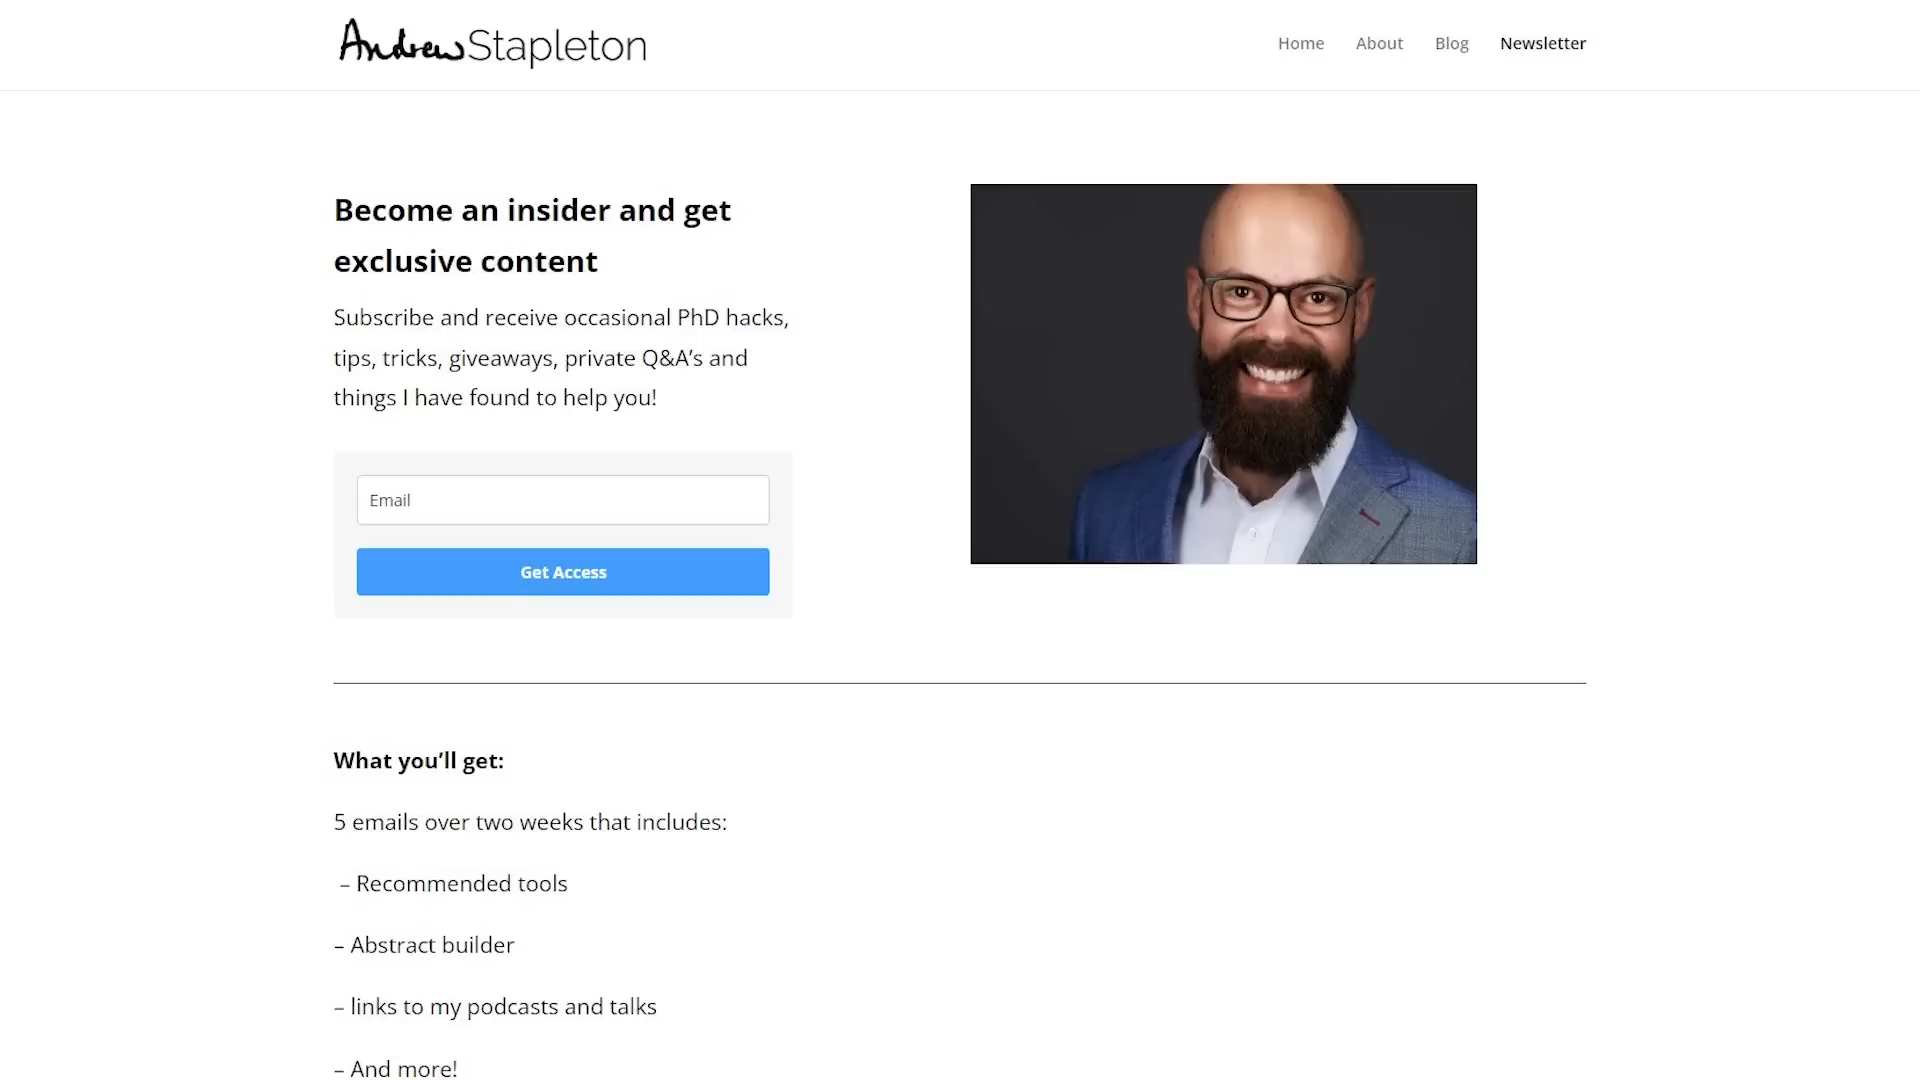 Andrew Stapleton
Home About Blog Newsletter
Become an insider and get
exclusive content
Subscribe and receive occasional PhD hacks,
tips, tricks, giveaways, private Q&A’s and
things I have found to help you!
Email
Get Access
What you’ll get:
5 emails over two weeks that includes:
– Recommended tools
– Abstract builder
– links to my podcasts and talks
– And more!